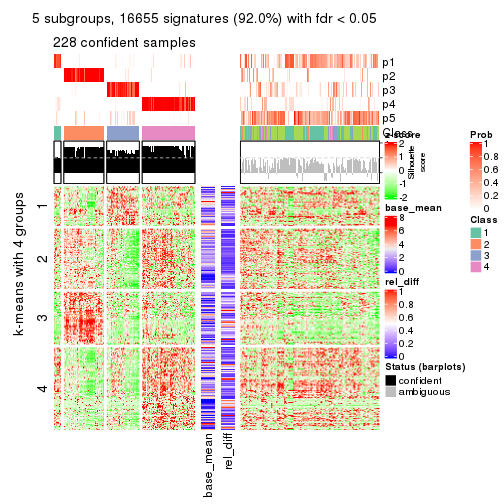 5 subgroups, 16655 signatures (92.0%) with fdr < 0.05
228 confident samples
p1
p2
p3
p4
p5
Class
Silhouette
score
k-means with 4 groups
1
2
3
4
base_mean
rel_diff
z-score
2
1
0
-1
-2
base_mean
8
6
4
2
0
rel_diff
1
0.8
0.6
0.4
0.2
0
Status (barplots)
confident
ambiguous
Prob
1
0.8
0.6
0.4
0.2
0
Class
1
2
3
4